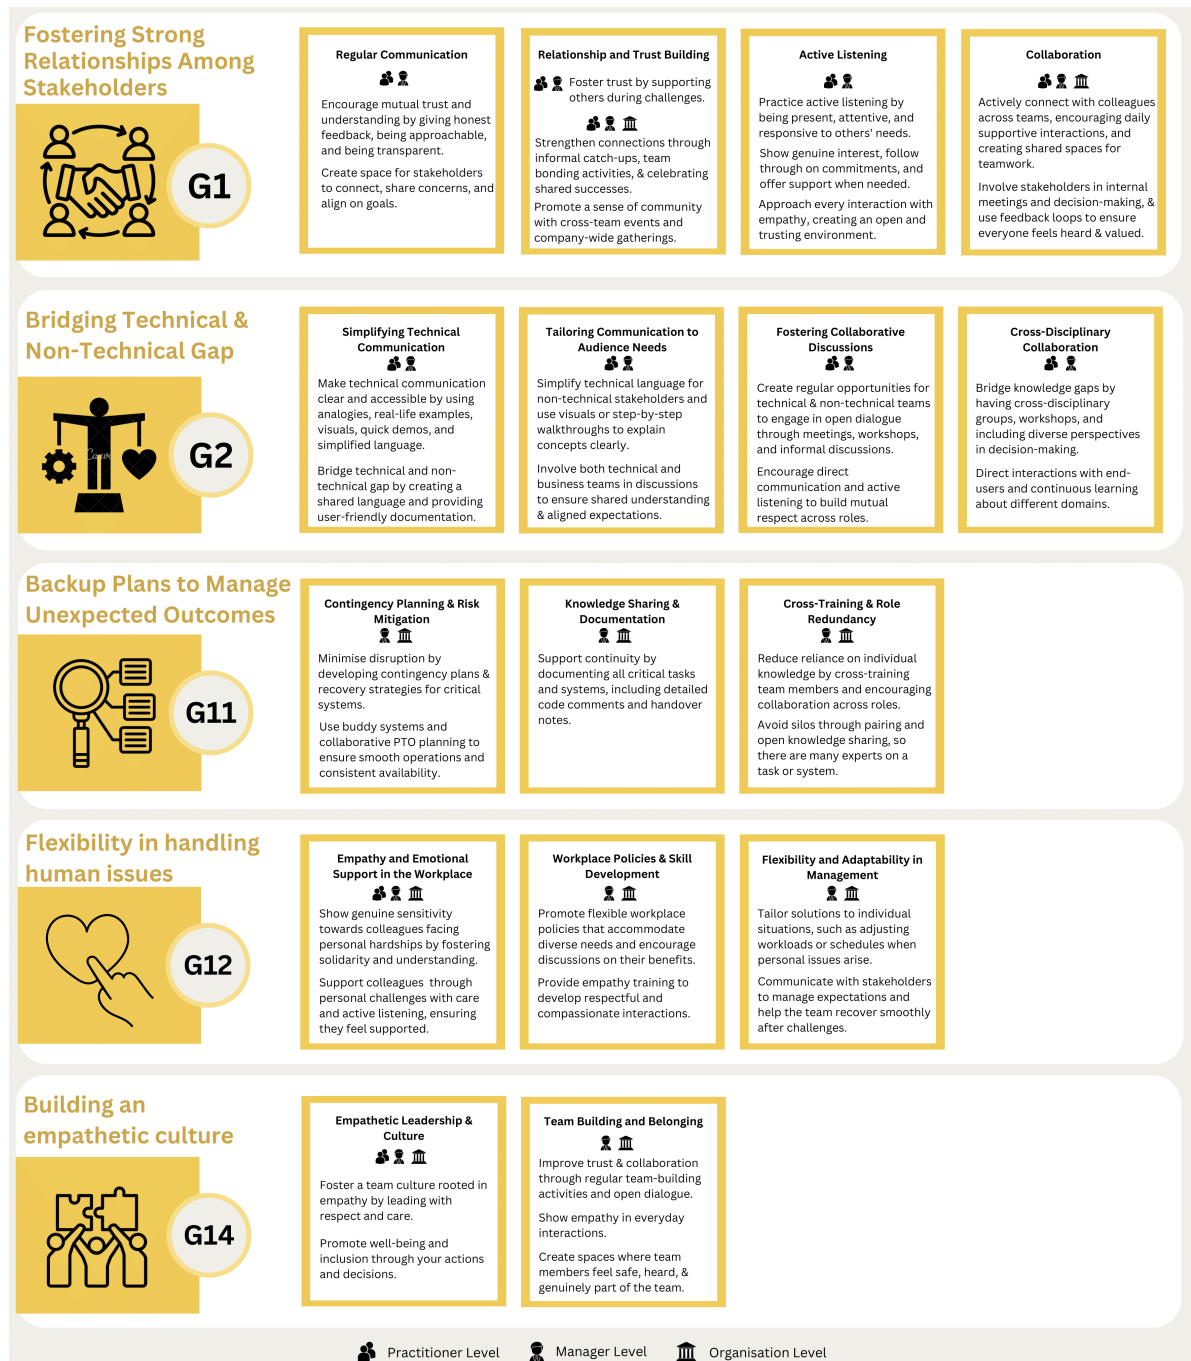 Fostering Strong
Relationships Among
Stakeholders
G1
Regular Communication
Encourage mutual trust and
understanding by giving honest
feedback, being approachable,
and being transparent.
Create space for stakeholders
to connect, share concerns, and
align on goals.
Relationship and Trust Building
Foster trust by supporting
others during challenges.
Strengthen connections through
informal catch-ups, team
bonding activities, & celebrating
shared successes.
Promote a sense of community
with cross-team events and
company-wide gatherings.
Active Listening
Practice active listening by
being present, attentive, and
responsive to others' needs.
Show genuine interest, follow
through on commitments, and
offer support when needed.
Approach every interaction with
empathy, creating an open and
trusting environment.
Collaboration
Actively connect with colleagues
across teams, encouraging daily
supportive interactions, and
creating shared spaces for
teamwork.
Involve stakeholders in internal
meetings and decision-making, &
use feedback loops to ensure
everyone feels heard & valued.
Bridging Technical &
Non-Technical Gap
Canva
G2
Simplifying Technical
Communication
Make technical communication
clear and accessible by using
analogies, real-life examples,
visuals, quick demos, and
simplified language.
Bridge technical and non-
technical gap by creating a
shared language and providing
user-friendly documentation.
Tailoring Communication to
Audience Needs
Simplify technical language for
non-technical stakeholders and
use visuals or step-by-step
walkthroughs to explain
concepts clearly.
Involve both technical and
business teams in discussions
to ensure shared understanding
& aligned expectations.
Fostering Collaborative
Discussions
Create regular opportunities for
technical & non-technical teams
to engage in open dialogue
through meetings, workshops,
and informal discussions.
Encourage direct
communication and active
listening to build mutual
respect across roles.
Cross-Disciplinary
Collaboration
Bridge knowledge gaps by
having cross-disciplinary
groups, workshops, and
including diverse perspectives
in decision-making.
Direct interactions with end-
users and continuous learning
about different domains.
Backup Plans to Manage
Unexpected Outcomes
G11
Contingency Planning & Risk
Mitigation
Minimise disruption by
developing contingency plans &
recovery strategies for critical
systems.
Use buddy systems and
collaborative PTO planning to
ensure smooth operations and
consistent availability.
Knowledge Sharing &
Documentation
Support continuity by
documenting all critical tasks
and systems, including detailed
code comments and handover
notes.
Cross-Training & Role
Redundancy
Reduce reliance on individual
knowledge by cross-training
team members and encouraging
collaboration across roles.
Avoid silos through pairing and
open knowledge sharing, so
there are many experts on a
task or system.
Flexibility in handling
human issues
G12
Empathy and Emotional
Support in the Workplace
Show genuine sensitivity
towards colleagues facing
personal hardships by fostering
solidarity and understanding.
Support colleagues through
personal challenges with care
and active listening, ensuring
they feel supported.
Workplace Policies & Skill
Development
Promote flexible workplace
policies that accommodate
diverse needs and encourage
discussions on their benefits.
Provide empathy training to
develop respectful and
compassionate interactions.
Flexibility and Adaptability in
Management
Tailor solutions to individual
situations, such as adjusting
workloads or schedules when
personal issues arise.
Communicate with stakeholders
to manage expectations and
help the team recover smoothly
after challenges.
Building an
empathetic culture
G14
Empathetic Leadership &
Culture
Foster a team culture rooted in
empathy by leading with
respect and care.
Promote well-being and
inclusion through your actions
and decisions.
Team Building and Belonging
Improve trust & collaboration
through regular team-building
activities and open dialogue.
Show empathy in everyday
interactions.
Create spaces where team
members feel safe, heard, &
genuinely part of the team.
Practitioner Level
Manager Level
Organisation Level